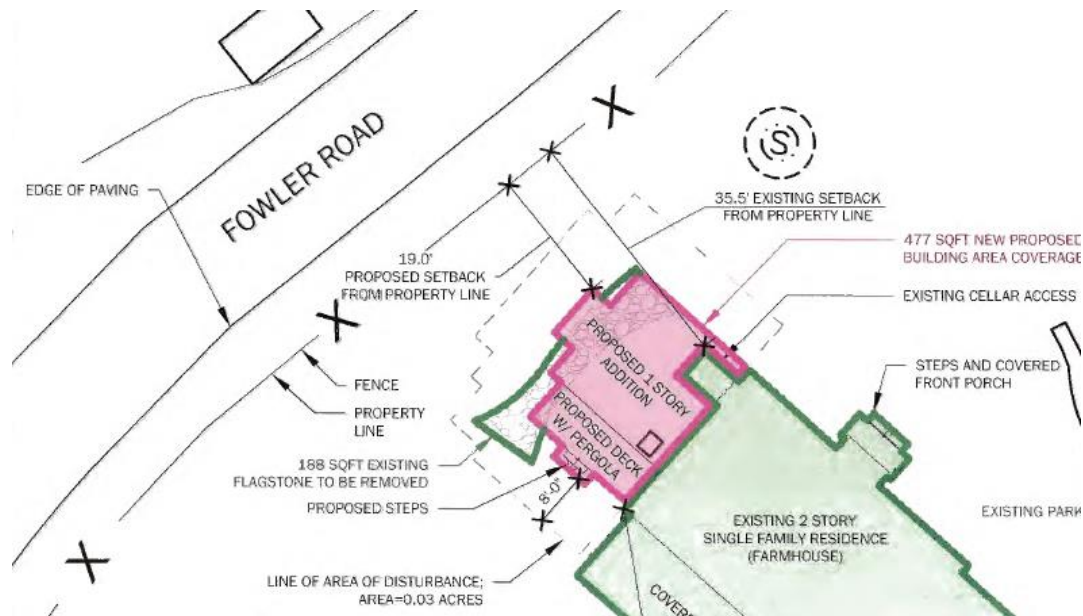 EDGE OF PAVING
FOWLER ROAD
S
35.5' EXISTING SETBACK
FROM PROPERTY LINE
477 SQFT NEW PROPOSED
BUILDING AREA COVERAGE
19.0'
PROPOSED SETBACK
FROM PROPERTY LINE
EXISTING CELLAR ACCESS
PROPOSED 1 STORY
ADDITION
STEPS AND COVERED
FRONT PORCH
FENCE
PROPERTY
LINE
PROPOSED DECK
W/ PERGOLA
188 SQFT EXISTING
FLAGSTONE TO BE REMOVED
PROPOSED STEPS
8'-0"
EXISTING 2 STORY
SINGLE FAMILY RESIDENCE
(FARMHOUSE)
EXISTING PARK
LINE OF AREA OF DISTURBANCE;
AREA=0.03 ACRES
COVER